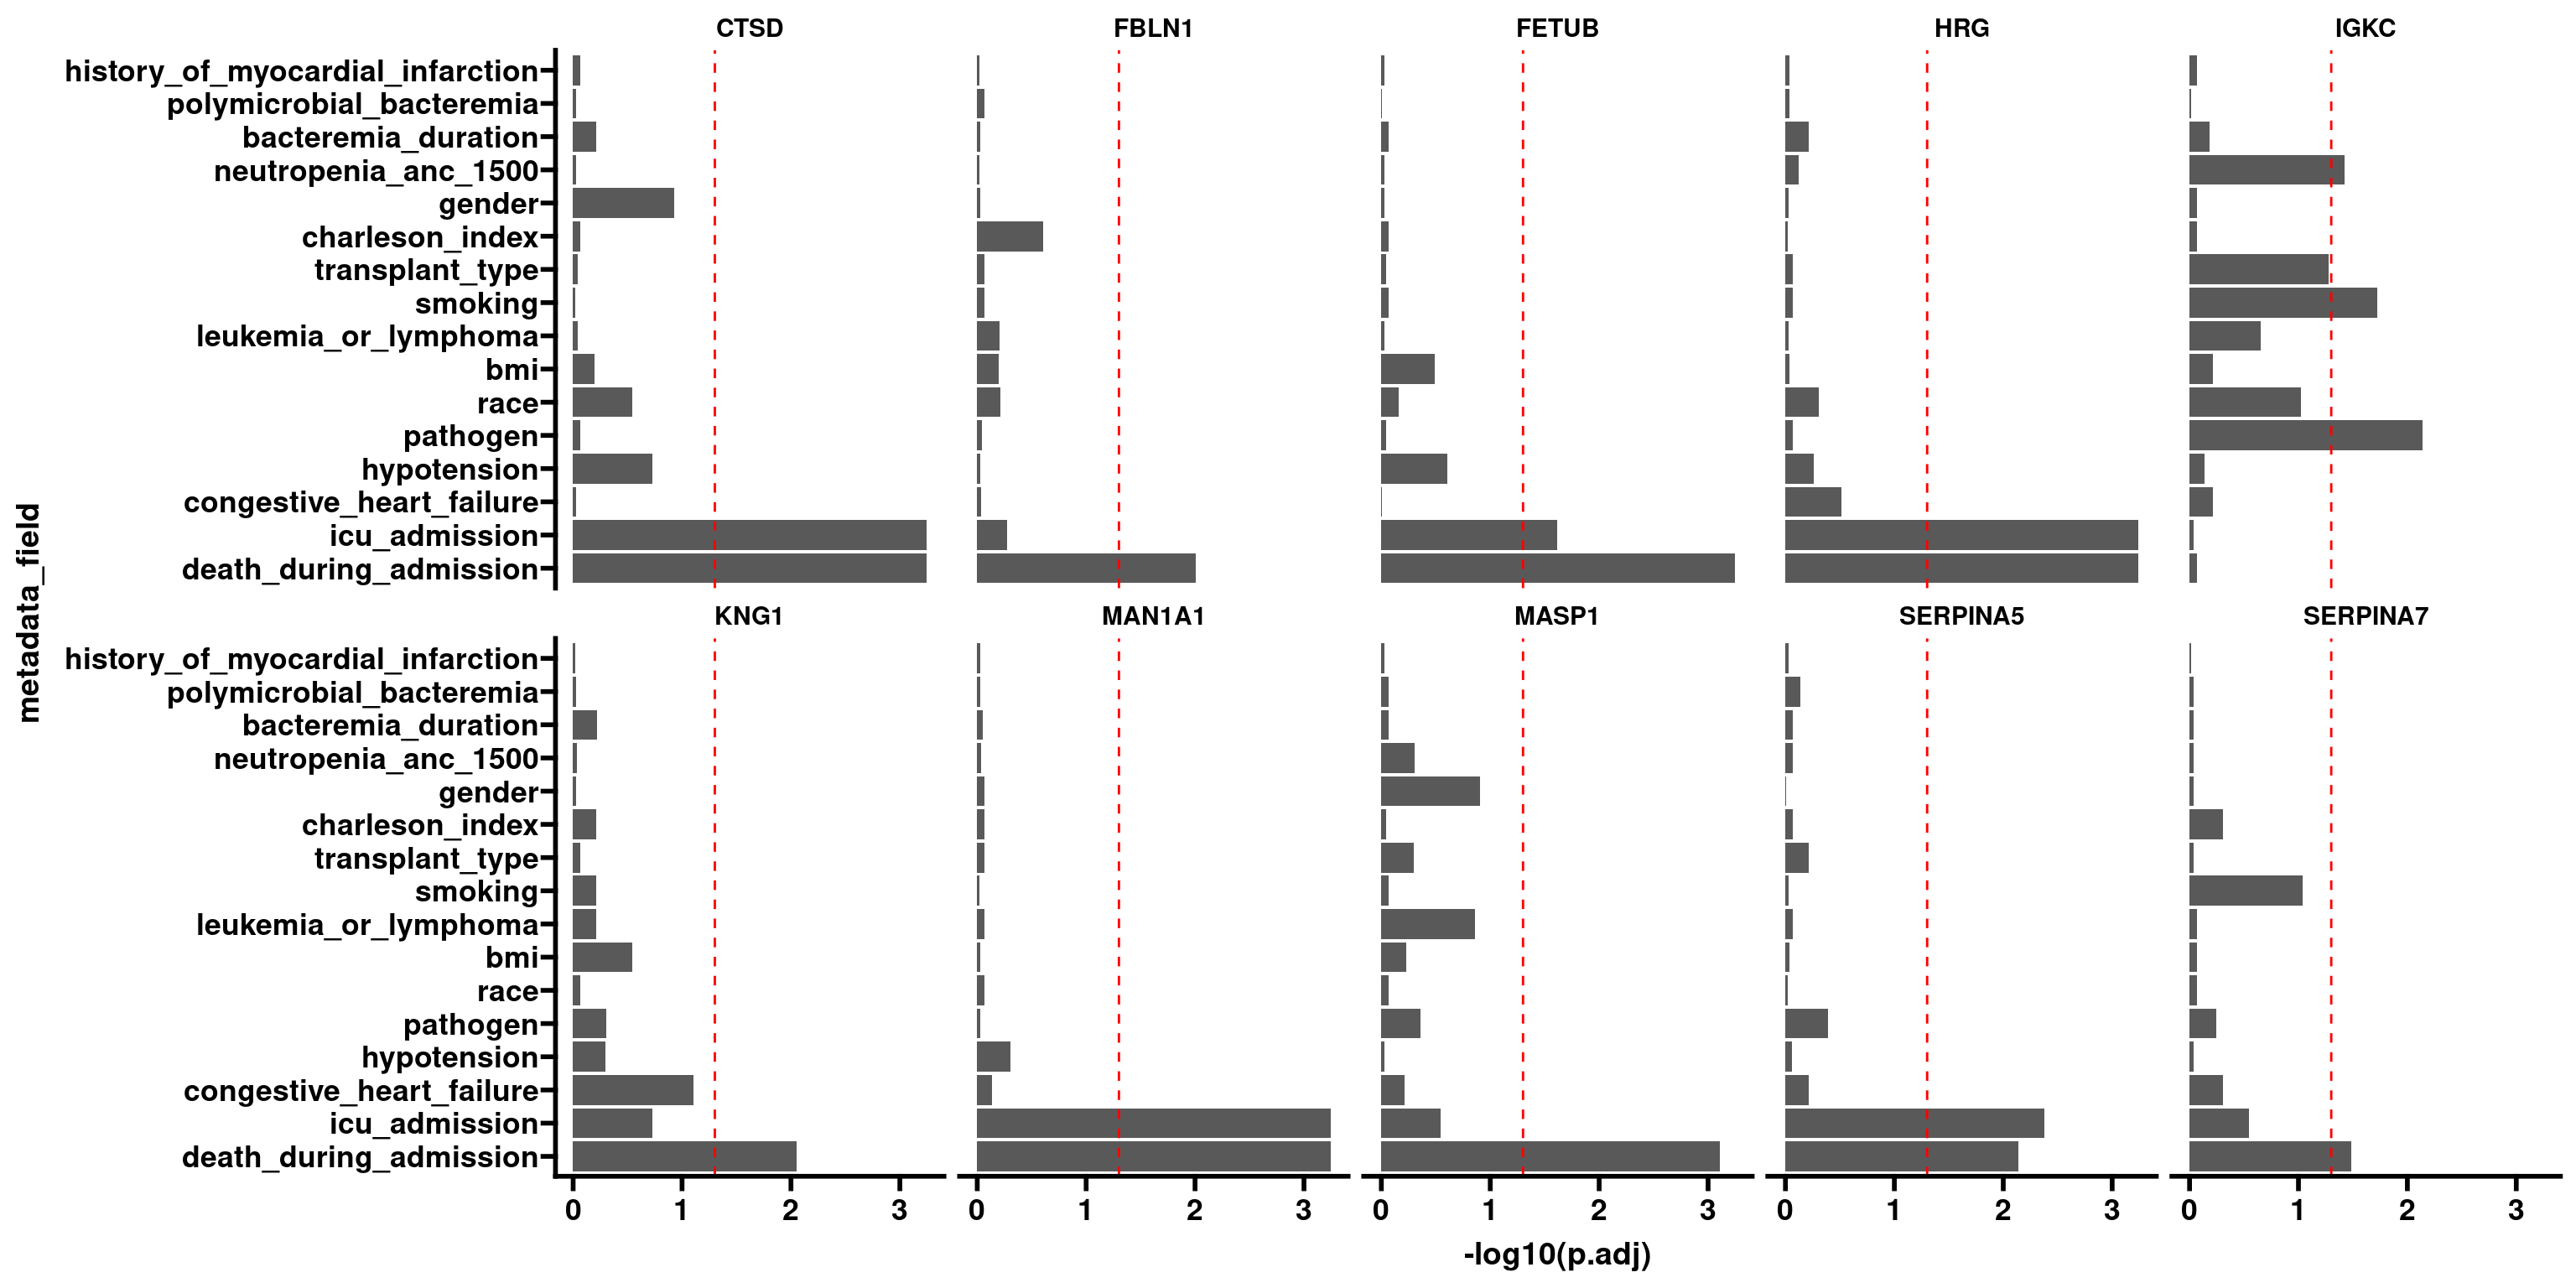 CTSD FBLN1 FETUB HRG IGKC
history_of_myocardial_infarction
polymicrobial_bacteremia
bacteremia_duration
neutropenia_anc_1500
gender
charleson_index
transplant_type
smoking
leukemia_or_lymphoma
bmi
race
pathogen
hypotension
congestive_heart_failure
icu_admission
death_during_admission
metadata_field
KNG1 MAN1A1 MASP1 SERPINA5 SERPINA7
history_of_myocardial_infarction
polymicrobial_bacteremia
bacteremia_duration
neutropenia_anc_1500
gender
charleson_index
transplant_type
smoking
leukemia_or_lymphoma
bmi
race
pathogen
hypotension
congestive_heart_failure
icu_admission
death_during_admission
0 1 2 3 0 1 2 3 0 1 2 3 0 1 2 3 0 1 2 3
-log10(p.adj)